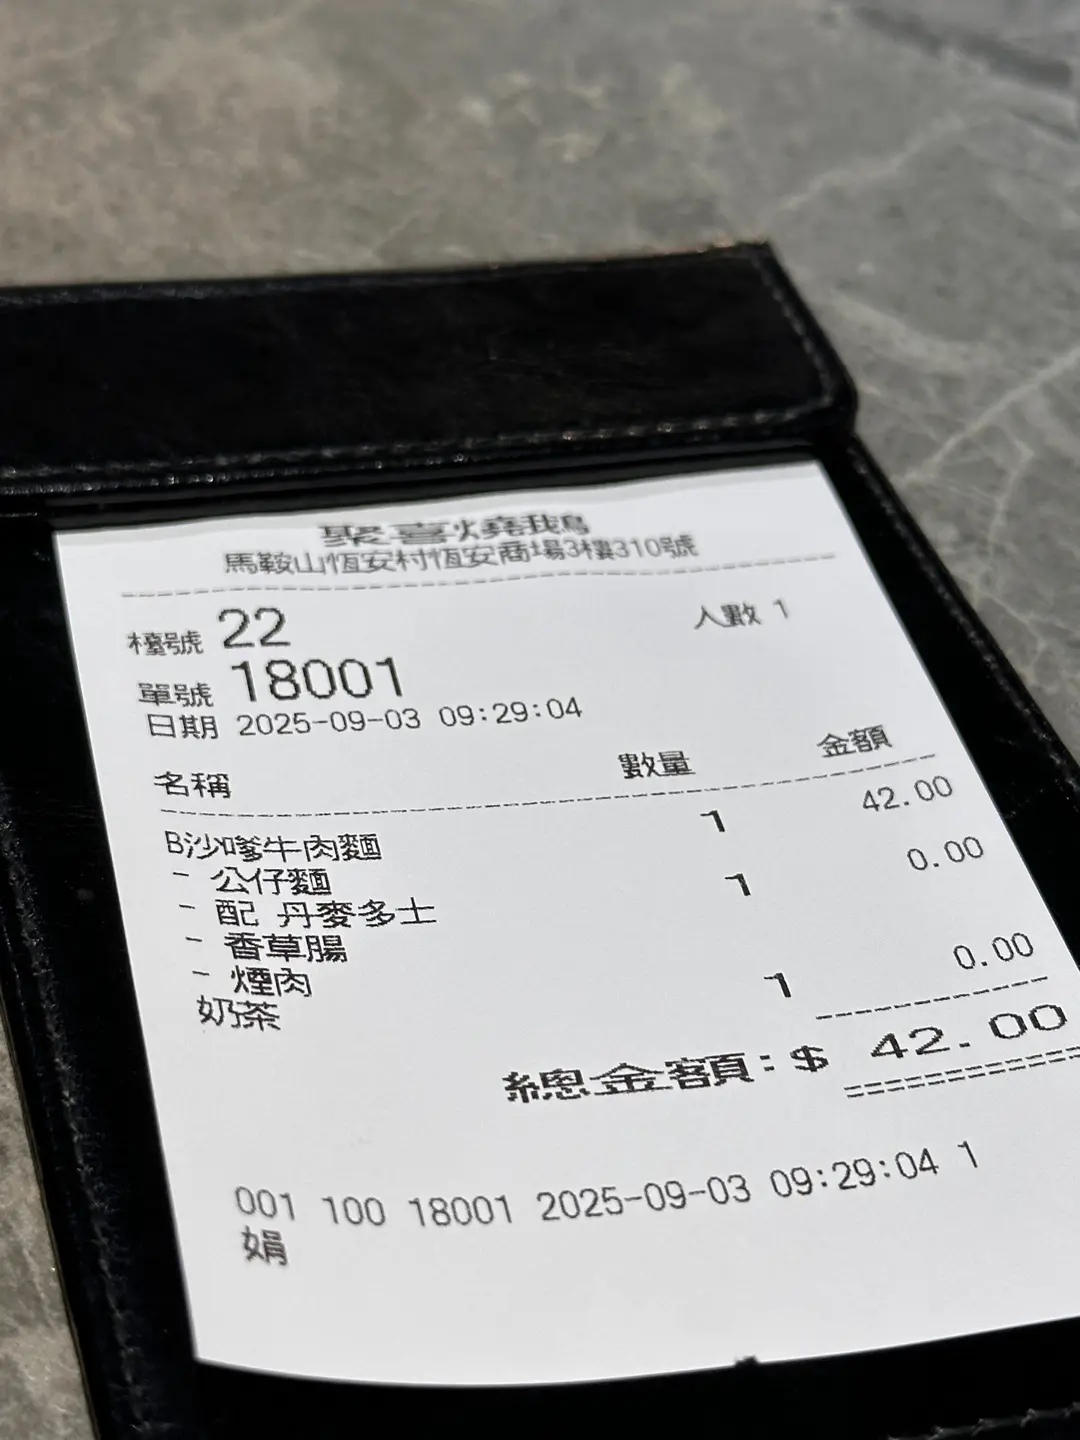 聚喜燒鵝
馬鞍山恆安村恆安商場3樓310號
檯號 22 人數 1
單號 18001
日期 2025-09-03 09:29:04
名稱 數量 金額
B沙嗲牛肉麵 1 42.00
- 公仔麵
- 配 丹麥多士 1 0.00
- 香草腸
- 煙肉
奶茶 1 0.00
總金額:$ 42.00
001 100 18001 2025-09-03 09:29:04 1
娟